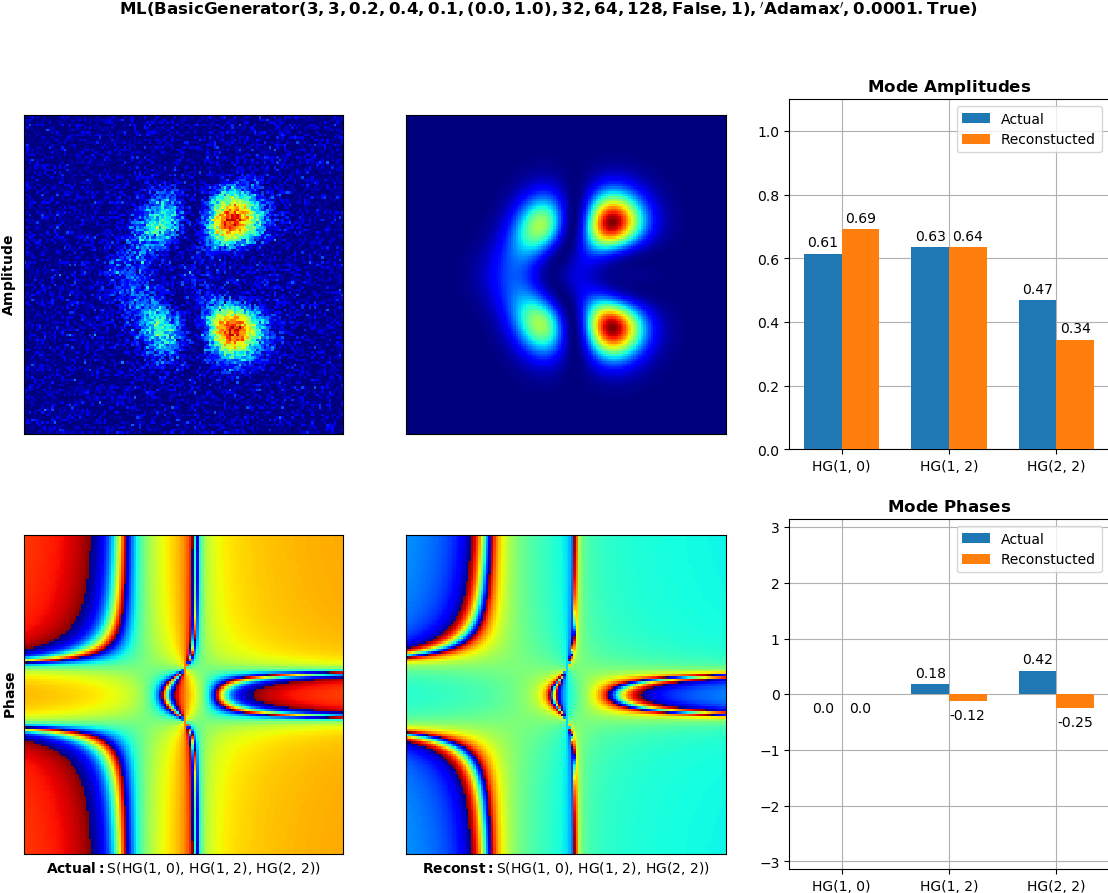 ML(BasicGenerator(3, 3, 0.2, 0.4, 0.1, (0.0, 1.0), 32, 64, 128, False, 1), 'Adamax', 0.0001. True)
Amplitude
Mode Amplitudes
Actual
Reconstucted
1.0
0.8
0.6
0.4
0.2
0.0
0.61
0.69
0.63
0.64
0.47
0.34
HG(1, 0)
HG(1, 2)
HG(2, 2)
Phase
Actual: S(HG(1, 0), HG(1, 2), HG(2, 2))
Reconst: S(HG(1, 0), HG(1, 2), HG(2, 2))
Mode Phases
Actual
Reconstucted
3
2
1
0
−1
−2
−3
0.0
0.0
0.18
-0.12
0.42
-0.25
HG(1, 0)
HG(1, 2)
HG(2, 2)